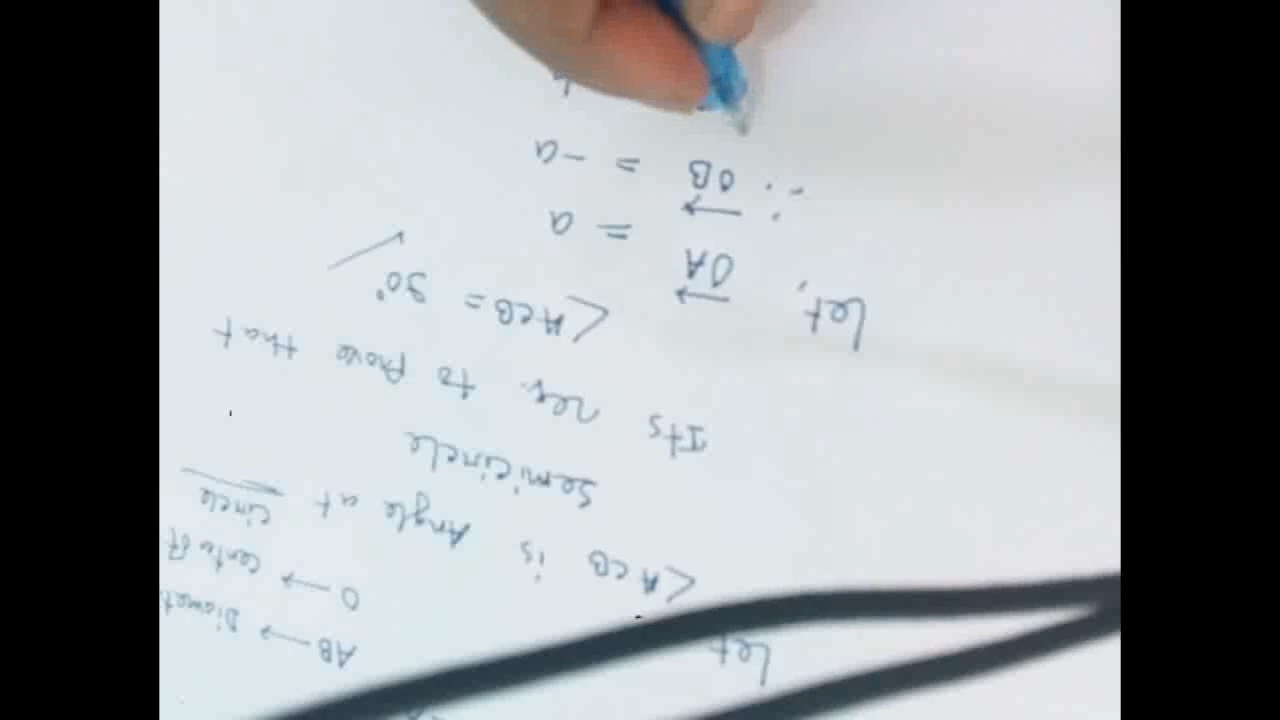 AB → Diamet
O → Cente of
circle
Let
∠ACB is Angle at
Semicircle
Its req. to Prove that
∠ACB = 90°
Let, OA = a
∴ OB = -a